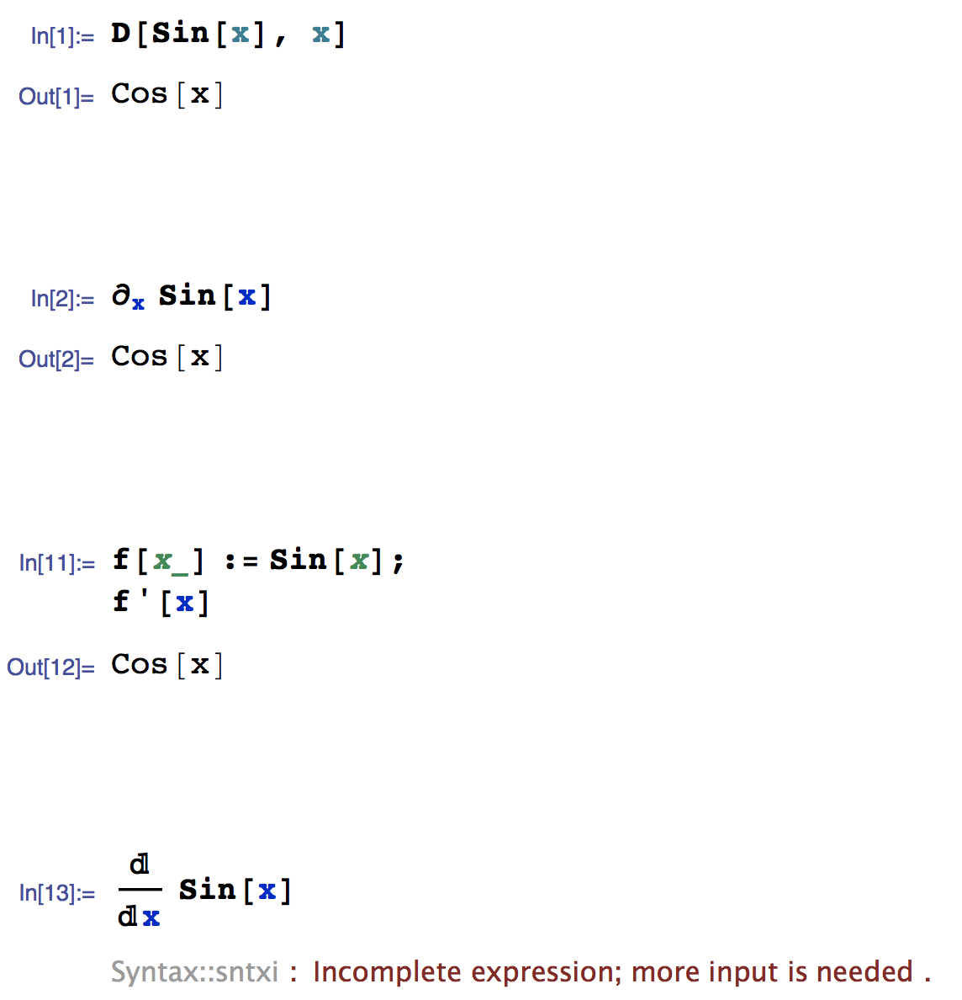 In[1]:= D[Sin[x], x]
Out[1]= Cos[x]
In[2]:= ∂x Sin[x]
Out[2]= Cos[x]
In[11]:= f[x_] := Sin[x];
f'[x]
Out[12]= Cos[x]
ⅆ
In[13]:= Sin[x]
ⅆx
Syntax::sntxi : Incomplete expression; more input is needed .